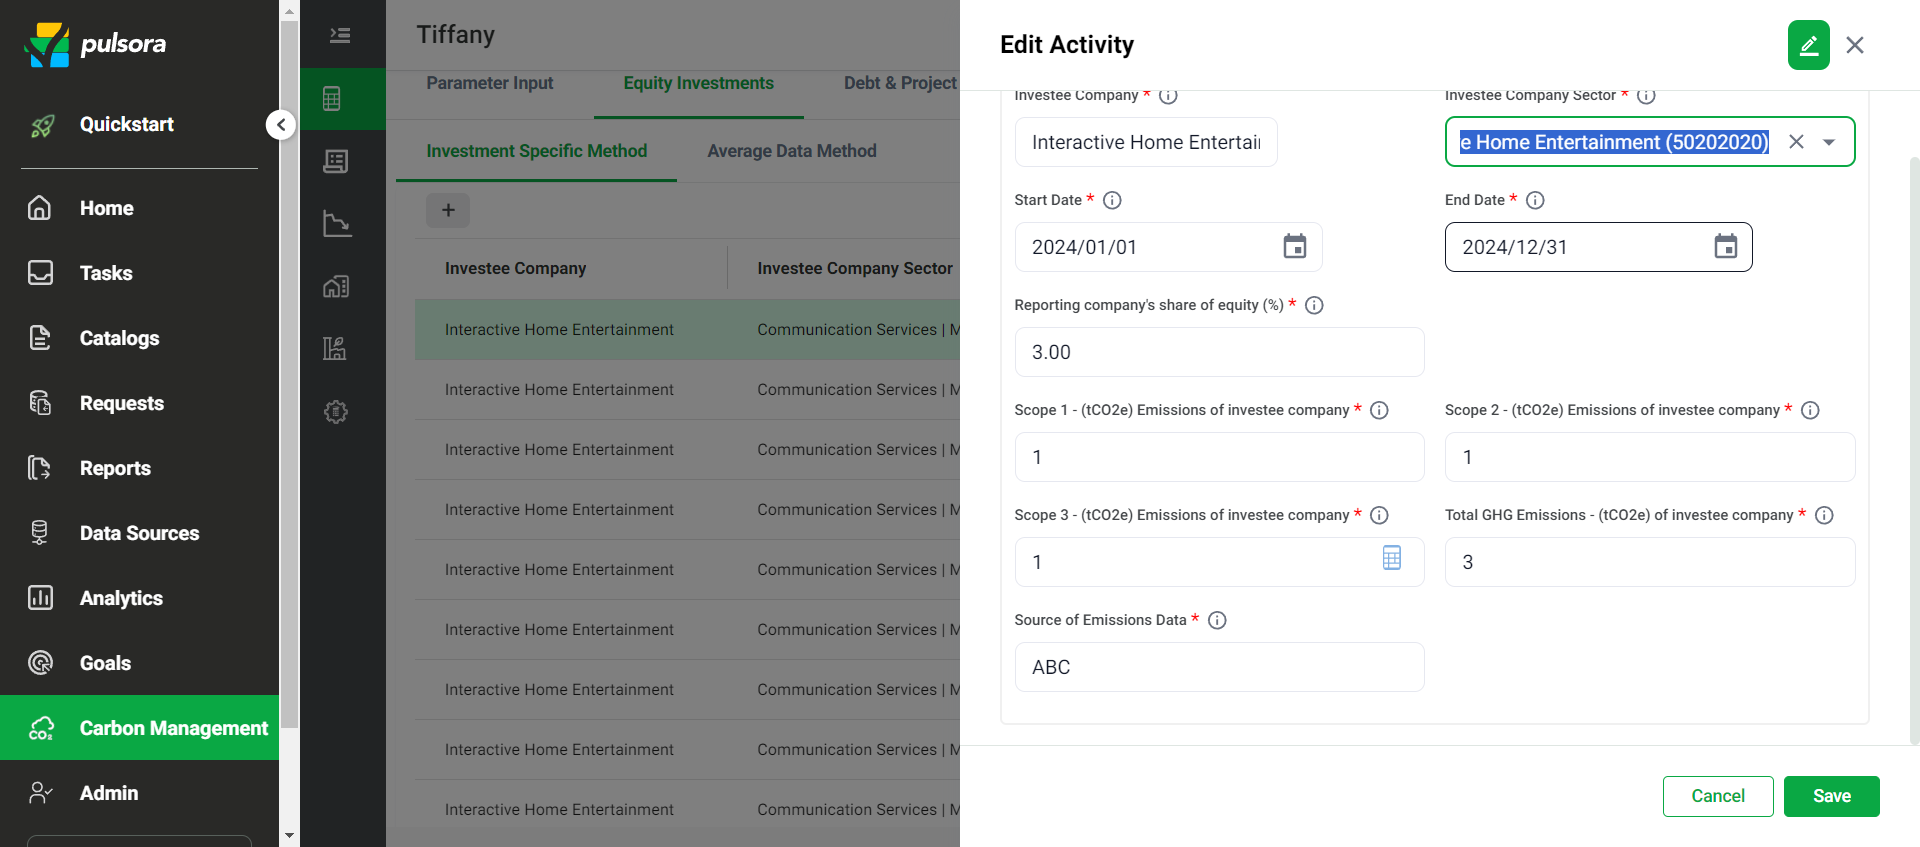 pulsora
Quickstart
Home
Tasks
Catalogs
Requests
Reports
Data Sources
Analytics
Goals
CO₂ Carbon Management
Admin
Tiffany
Parameter Input
Equity Investments
Debt & Project
Investment Specific Method
Average Data Method
+
Investee Company
Investee Company Sector
Interactive Home Entertainment
Communication Services | M
Interactive Home Entertainment
Communication Services | M
Interactive Home Entertainment
Communication Services | M
Interactive Home Entertainment
Communication Services | M
Interactive Home Entertainment
Communication Services | M
Interactive Home Entertainment
Communication Services | M
Interactive Home Entertainment
Communication Services | M
Interactive Home Entertainment
Communication Services | M
Interactive Home Entertainment
Communication Services | M
Edit Activity
Investee Company *
Investee Company Sector *
Interactive Home Entertai
e Home Entertainment (50202020)
Start Date *
End Date *
2024/01/01
2024/12/31
Reporting company's share of equity (%) *
3.00
Scope 1 - (tCO2e) Emissions of investee company *
Scope 2 - (tCO2e) Emissions of investee company *
1
1
Scope 3 - (tCO2e) Emissions of investee company *
Total GHG Emissions - (tCO2e) of investee company *
1
3
Source of Emissions Data *
ABC
Cancel
Save